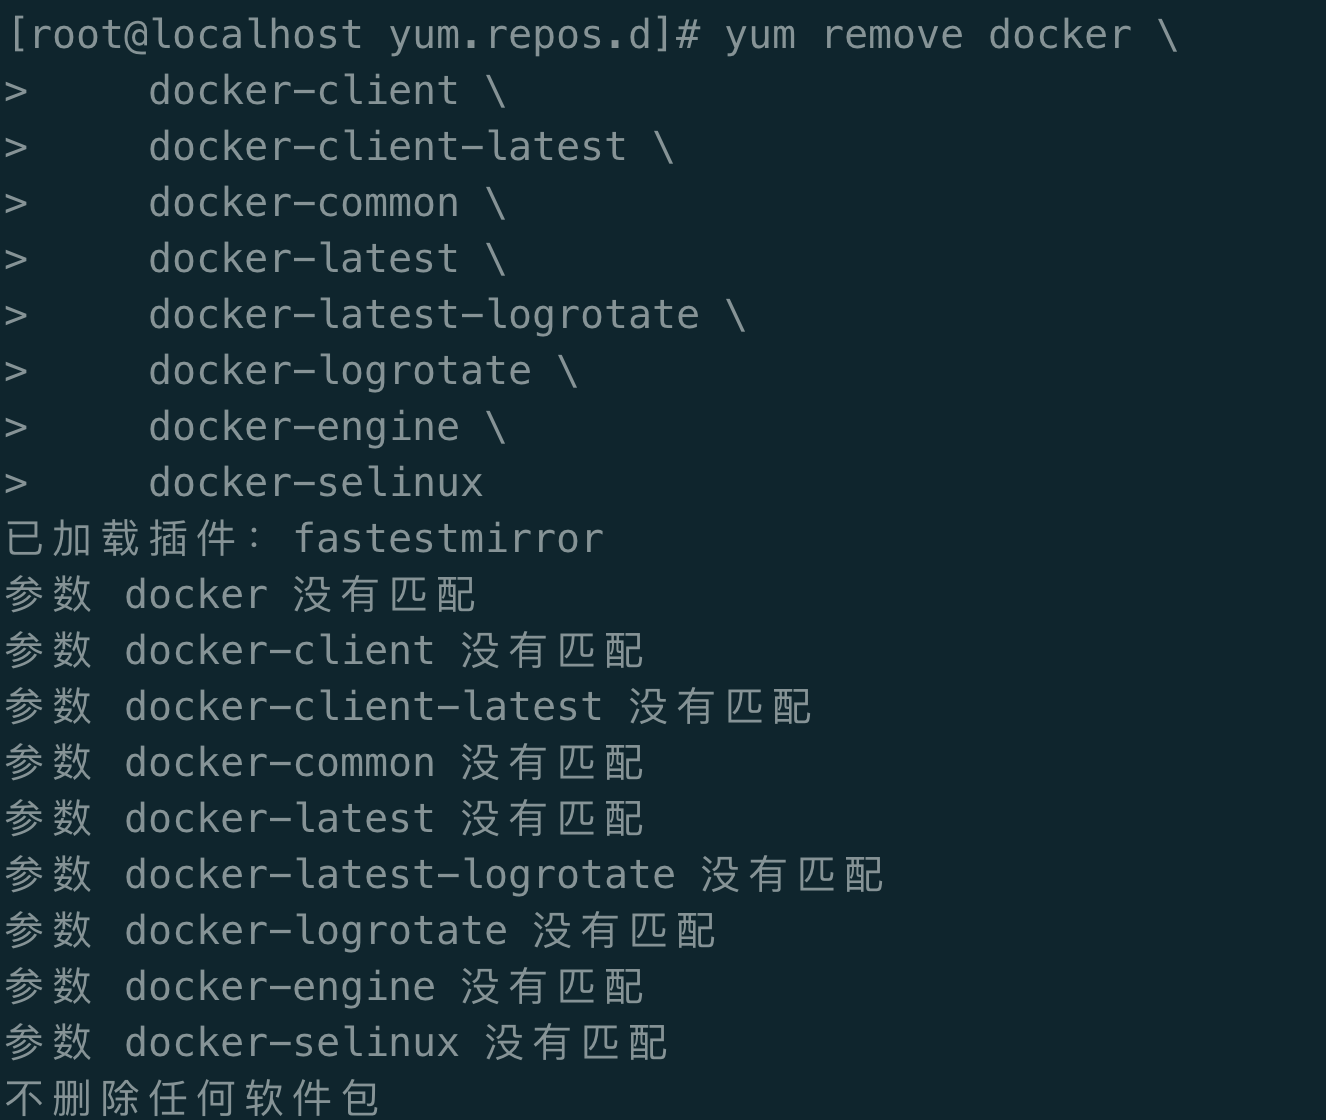 [root@localhost yum.repos.d]# yum remove docker \
>     docker-client \
>     docker-client-latest \
>     docker-common \
>     docker-latest \
>     docker-latest-logrotate \
>     docker-logrotate \
>     docker-engine \
>     docker-selinux
已加载插件：fastestmirror
参数 docker 没有匹配
参数 docker-client 没有匹配
参数 docker-client-latest 没有匹配
参数 docker-common 没有匹配
参数 docker-latest 没有匹配
参数 docker-latest-logrotate 没有匹配
参数 docker-logrotate 没有匹配
参数 docker-engine 没有匹配
参数 docker-selinux 没有匹配
不删除任何软件包